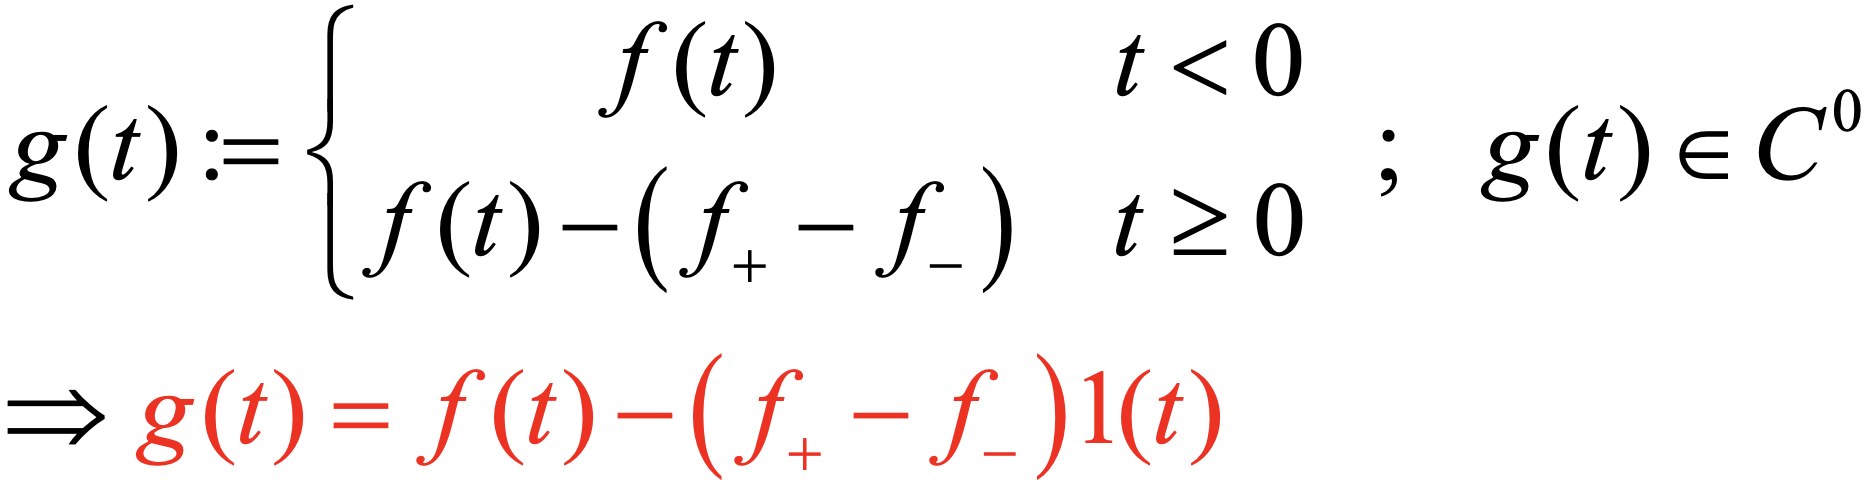 g(t) := { f(t) t < 0
f(t) − (f₊ − f₋) t ≥ 0 ; g(t) ∈ C⁰
⇒ g(t) = f(t) − (f₊ − f₋)1(t)